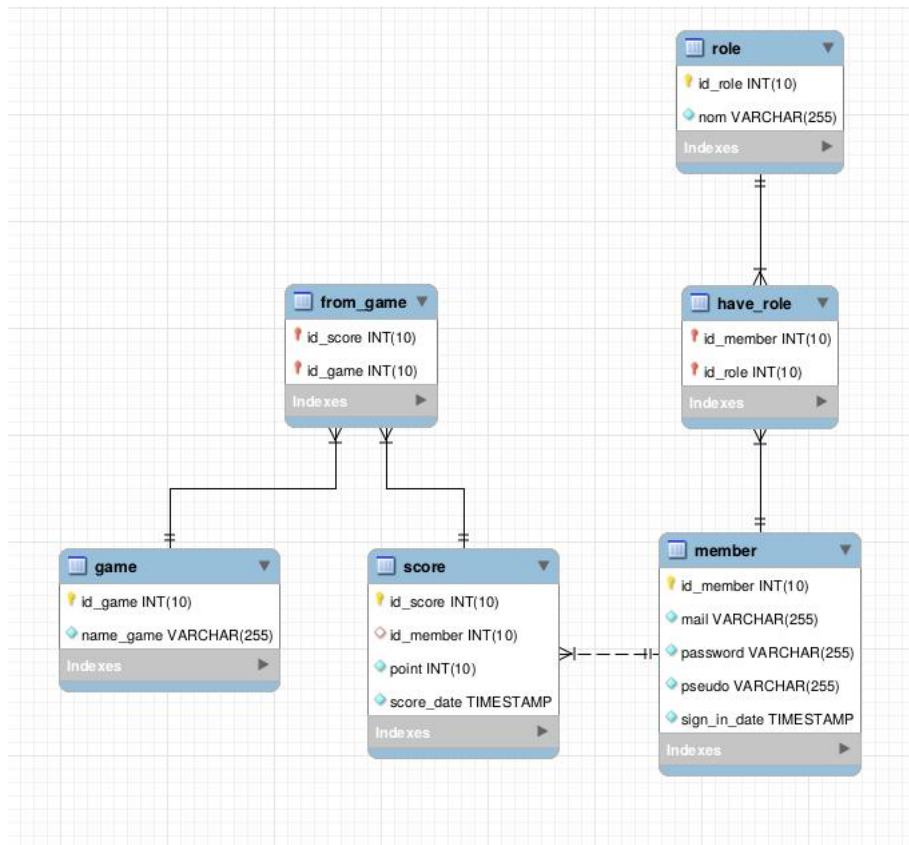 role
id_role INT(10)
nom VARCHAR(255)
Indexes
from_game
id_score INT(10)
id_game INT(10)
Indexes
have_role
id_member INT(10)
id_role INT(10)
Indexes
game
id_game INT(10)
name_game VARCHAR(255)
Indexes
score
id_score INT(10)
id_member INT(10)
point INT(10)
score_date TIMESTAMP
Indexes
member
id_member INT(10)
mail VARCHAR(255)
password VARCHAR(255)
pseudo VARCHAR(255)
sign_in_date TIMESTAMP
Indexes